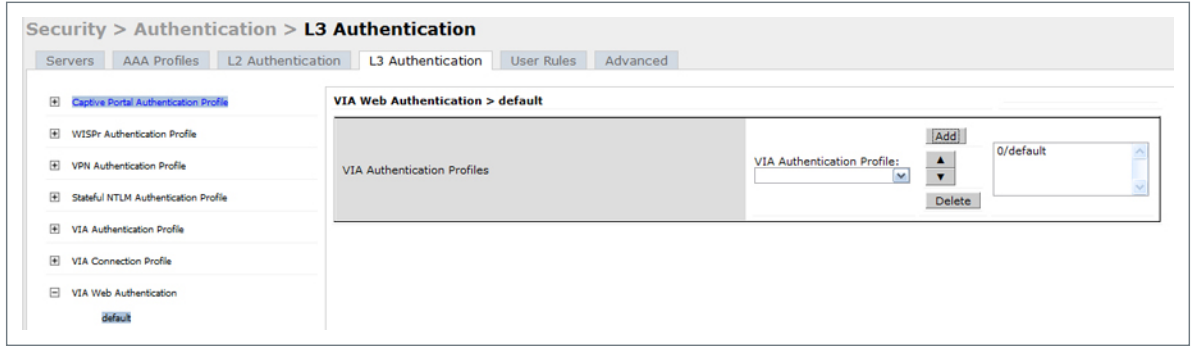 Security > Authentication > L3 Authentication
Servers AAA Profiles L2 Authentication L3 Authentication User Rules Advanced
Captive Portal Authentication Profile
WISPr Authentication Profile
VPN Authentication Profile
Stateful NTLM Authentication Profile
VIA Authentication Profile
VIA Connection Profile
VIA Web Authentication
default
VIA Web Authentication > default
VIA Authentication Profiles
VIA Authentication Profile:
Add
▲
▼
Delete
0/default